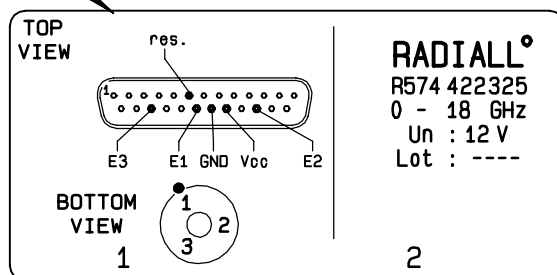 TOP
VIEW
res.
1
E3 E1 GND Vcc E2
BOTTOM
VIEW
1
2
3
1
RADIALL°
R574 422325
0 - 18 GHz
Un : 12 V
Lot : ----
2